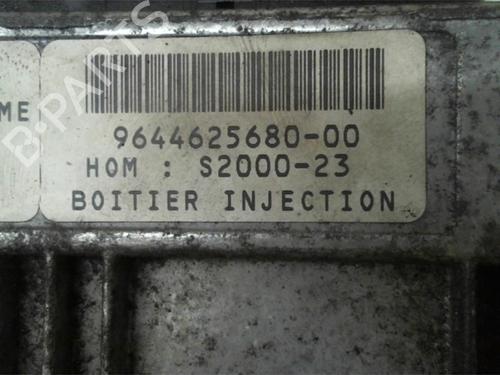 ME
9644625680-00
HOM : S2000-23
BOITIER INJECTION
B-PARTS